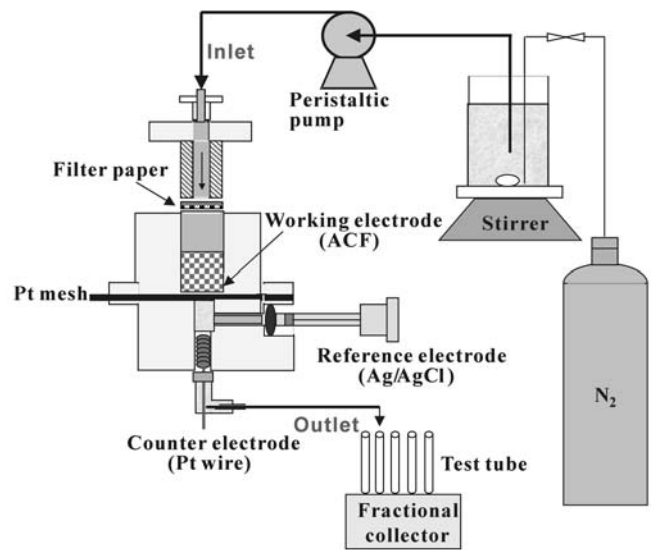 Inlet
Peristaltic
pump
Filter paper
Working electrode
(ACF)
Stirrer
Pt mesh
Reference electrode
(Ag/AgCl)
N2
Outlet
Counter electrode
(Pt wire)
Test tube
Fractional
collector